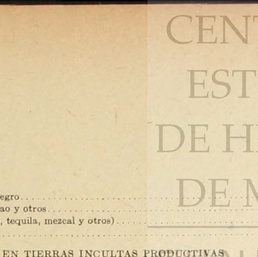 CENT
EST
DE H
DE M
egro
ao y otros
, tequila, mezcal y otros)
EN TIERRAS INCULTAS PRODUCTIVAS